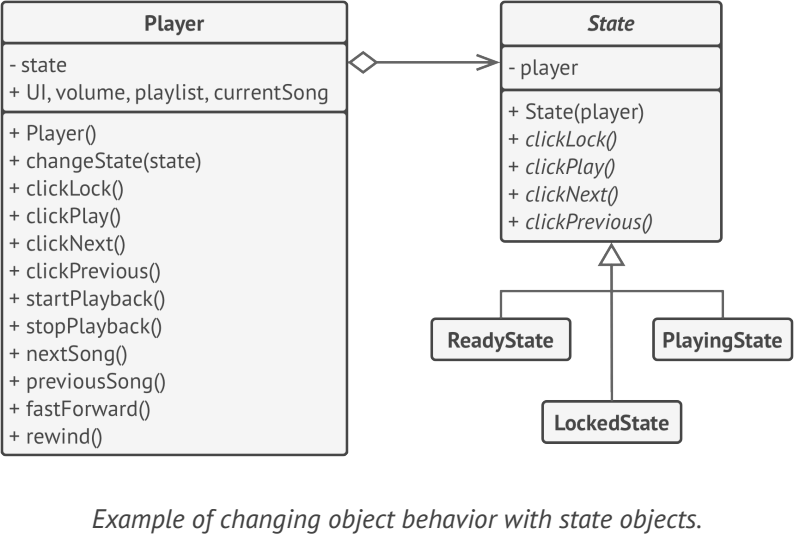 Player
- state
+ UI, volume, playlist, currentSong
+ Player()
+ changeState(state)
+ clickLock()
+ clickPlay()
+ clickNext()
+ clickPrevious()
+ startPlayback()
+ stopPlayback()
+ nextSong()
+ previousSong()
+ fastForward()
+ rewind()
State
- player
+ State(player)
+ clickLock()
+ clickPlay()
+ clickNext()
+ clickPrevious()
ReadyState
PlayingState
LockedState
Example of changing object behavior with state objects.